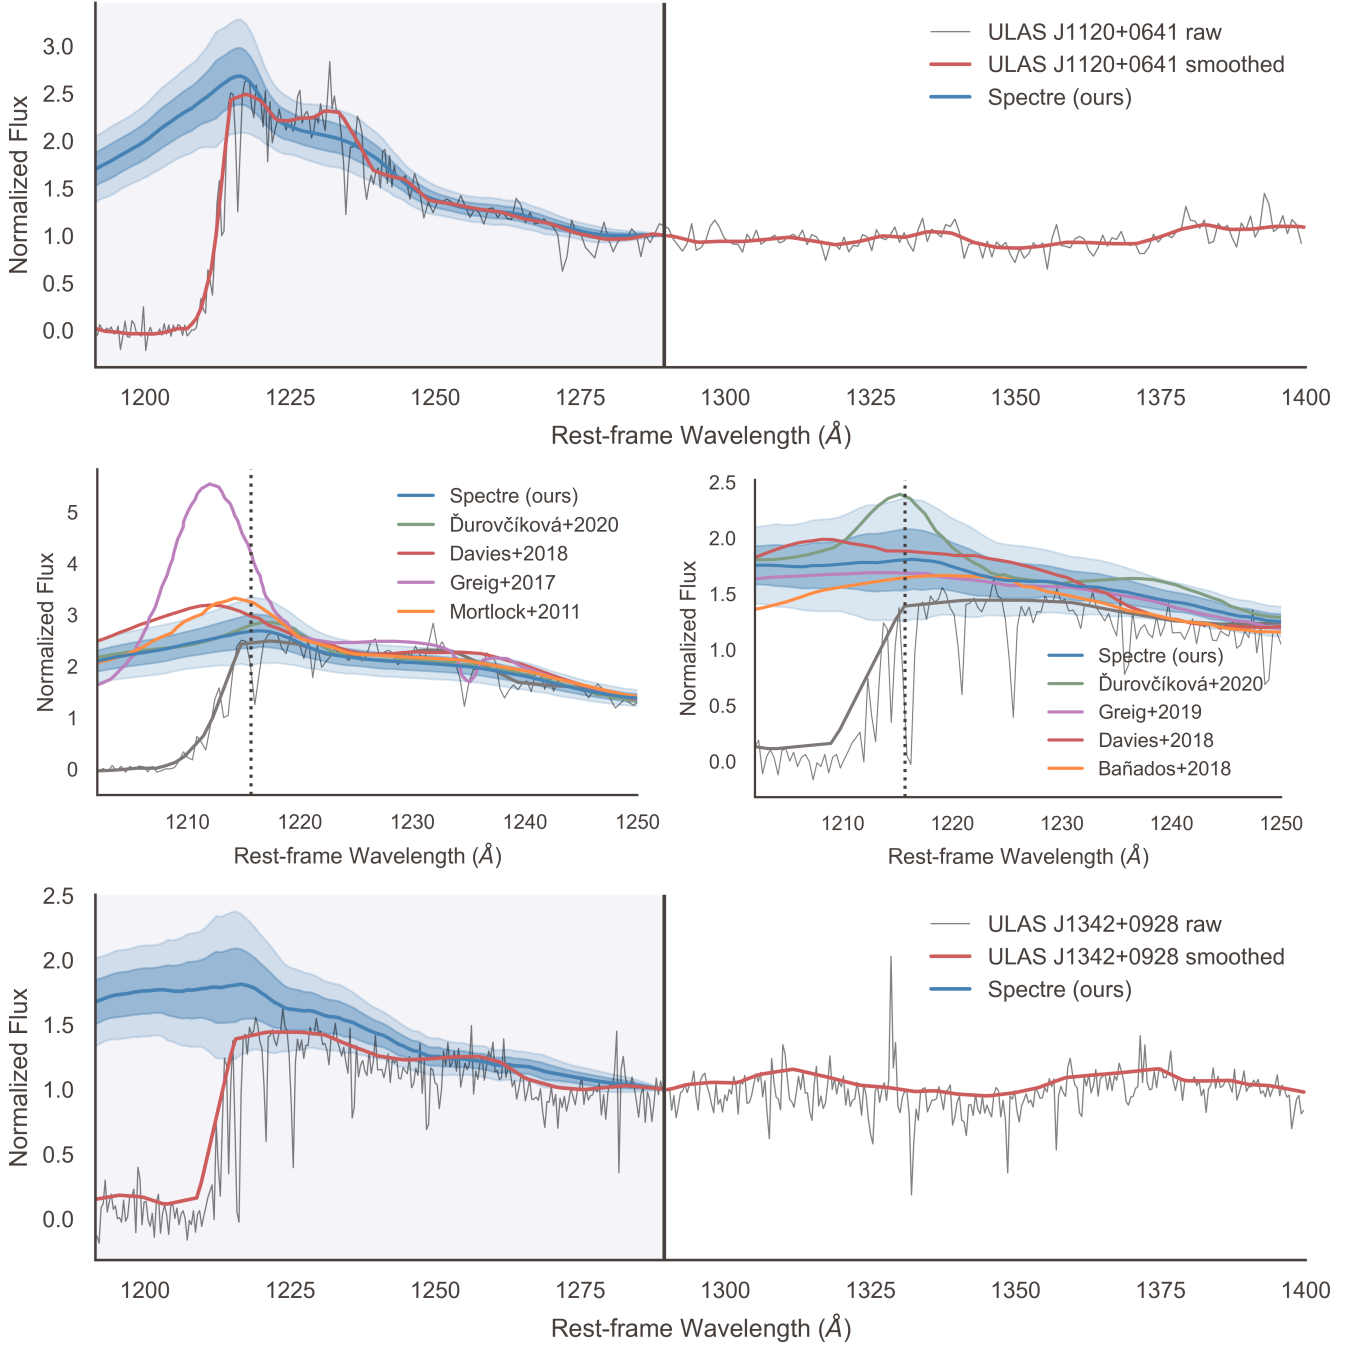 ULAS J1120+0641 raw
ULAS J1120+0641 smoothed
Spectre (ours)
Normalized Flux
3.0
2.5
2.0
1.5
1.0
0.5
0.0
1200 1225 1250 1275 1300 1325 1350 1375 1400
Rest-frame Wavelength (Å)
Spectre (ours)
Ďurovčíková+2020
Davies+2018
Greig+2017
Mortlock+2011
Normalized Flux
5
4
3
2
1
0
1210 1220 1230 1240 1250
Rest-frame Wavelength (Å)
Normalized Flux
2.5
2.0
1.5
1.0
0.5
0.0
Spectre (ours)
Ďurovčíková+2020
Greig+2019
Davies+2018
Bañados+2018
1210 1220 1230 1240 1250
Rest-frame Wavelength (Å)
ULAS J1342+0928 raw
ULAS J1342+0928 smoothed
Spectre (ours)
Normalized Flux
2.5
2.0
1.5
1.0
0.5
0.0
1200 1225 1250 1275 1300 1325 1350 1375 1400
Rest-frame Wavelength (Å)